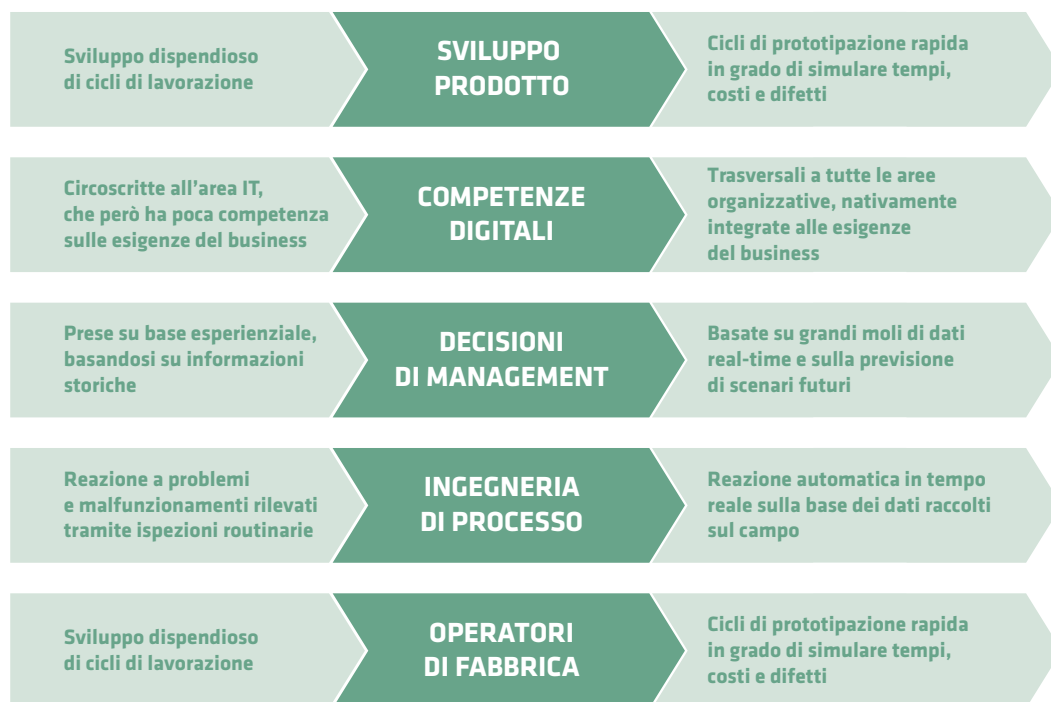 Sviluppo dispendioso
di cicli di lavorazione
SVILUPPO
PRODOTTO
Cicli di prototipazione rapida
in grado di simulare tempi,
costi e difetti
Circoscritte all'area IT,
che però ha poca competenza
sulle esigenze del business
COMPETENZE
DIGITALI
Trasversali a tutte le aree
organizzative, nativamente
integrate alle esigenze
del business
Prese su base esperienziale,
basandosi su informazioni
storiche
DECISIONI
DI MANAGEMENT
Basate su grandi moli di dati
real-time e sulla previsione
di scenari futuri
Reazione a problemi
e malfunzionamenti rilevati
tramite ispezioni routinarie
INGEGNERIA
DI PROCESSO
Reazione automatica in tempo
reale sulla base dei dati raccolti
sul campo
Sviluppo dispendioso
di cicli di lavorazione
OPERATORI
DI FABBRICA
Cicli di prototipazione rapida
in grado di simulare tempi,
costi e difetti